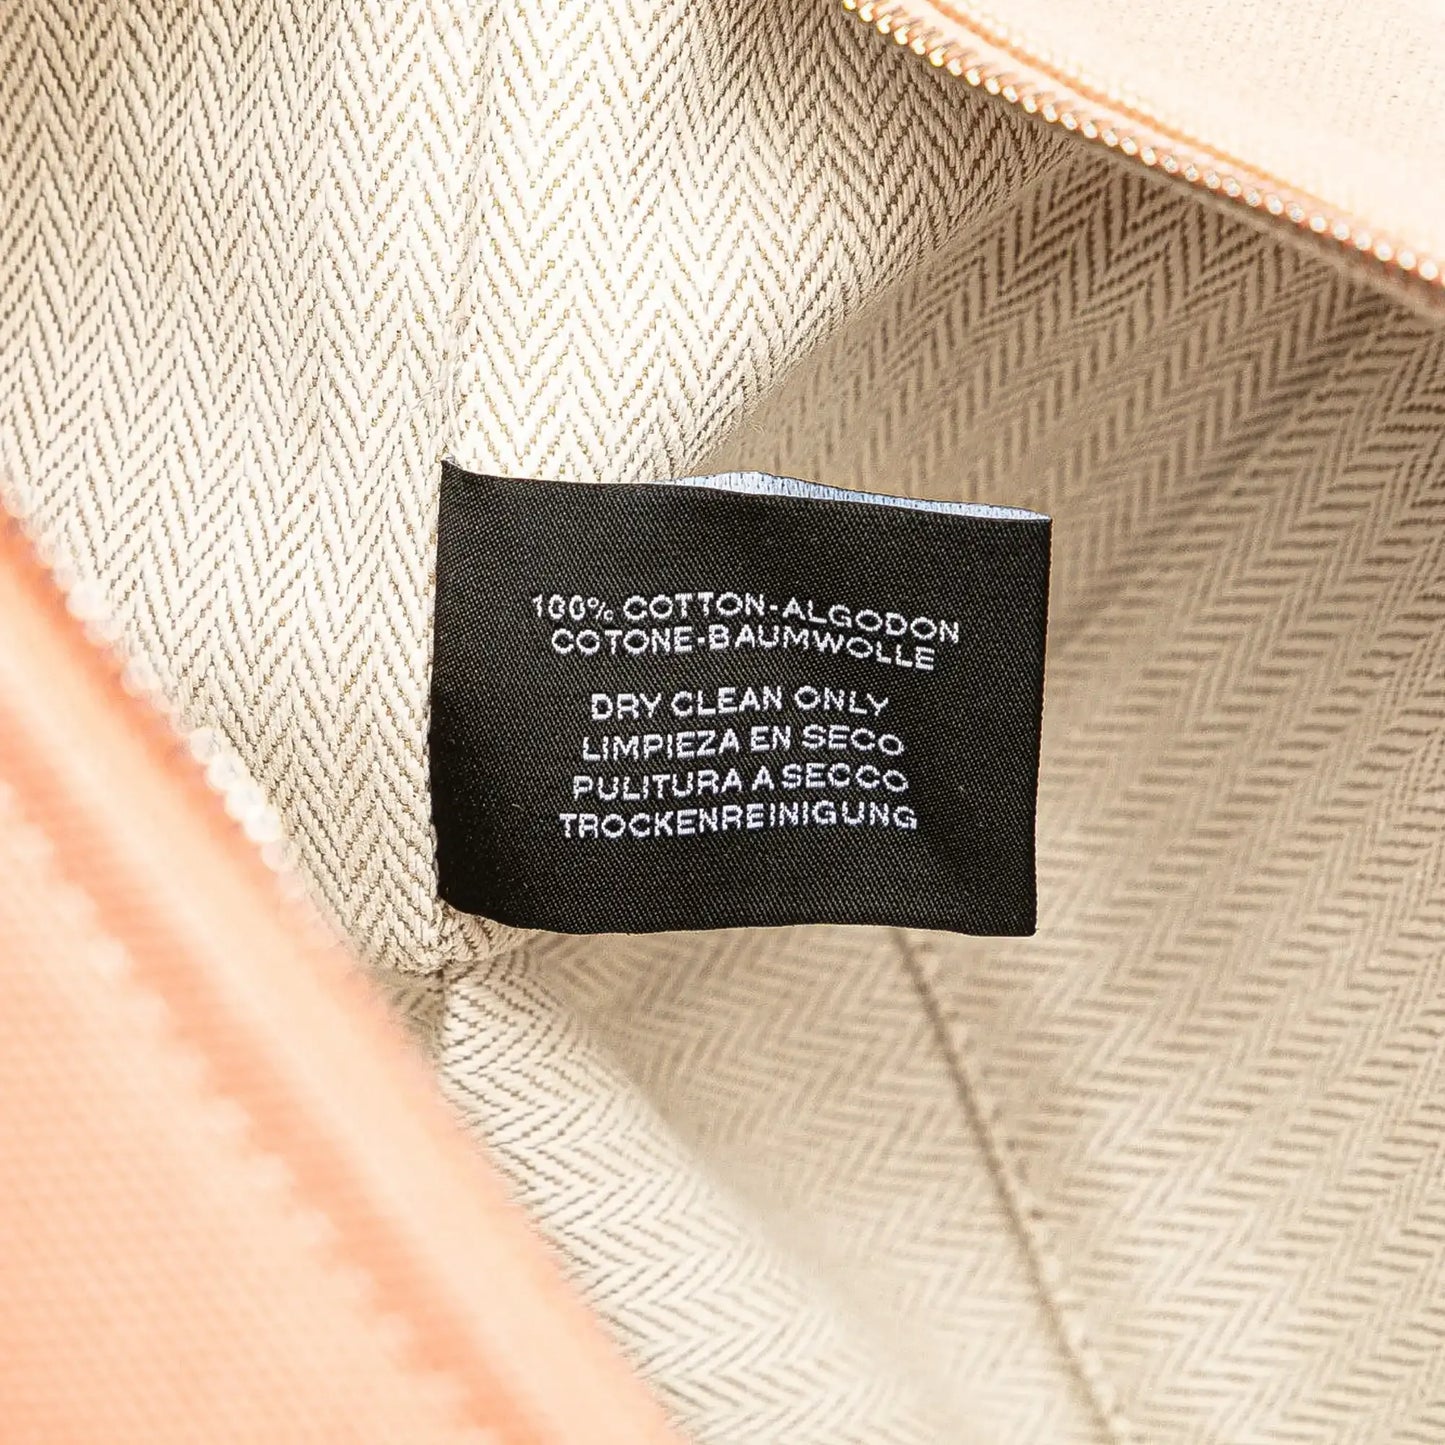 100% COTTON-ALGODON
COTONE-BAUMWOLLE
DRY CLEAN ONLY
LIMPIEZA EN SECO
PULITURA A SECCO
TROCKENREINIGUNG